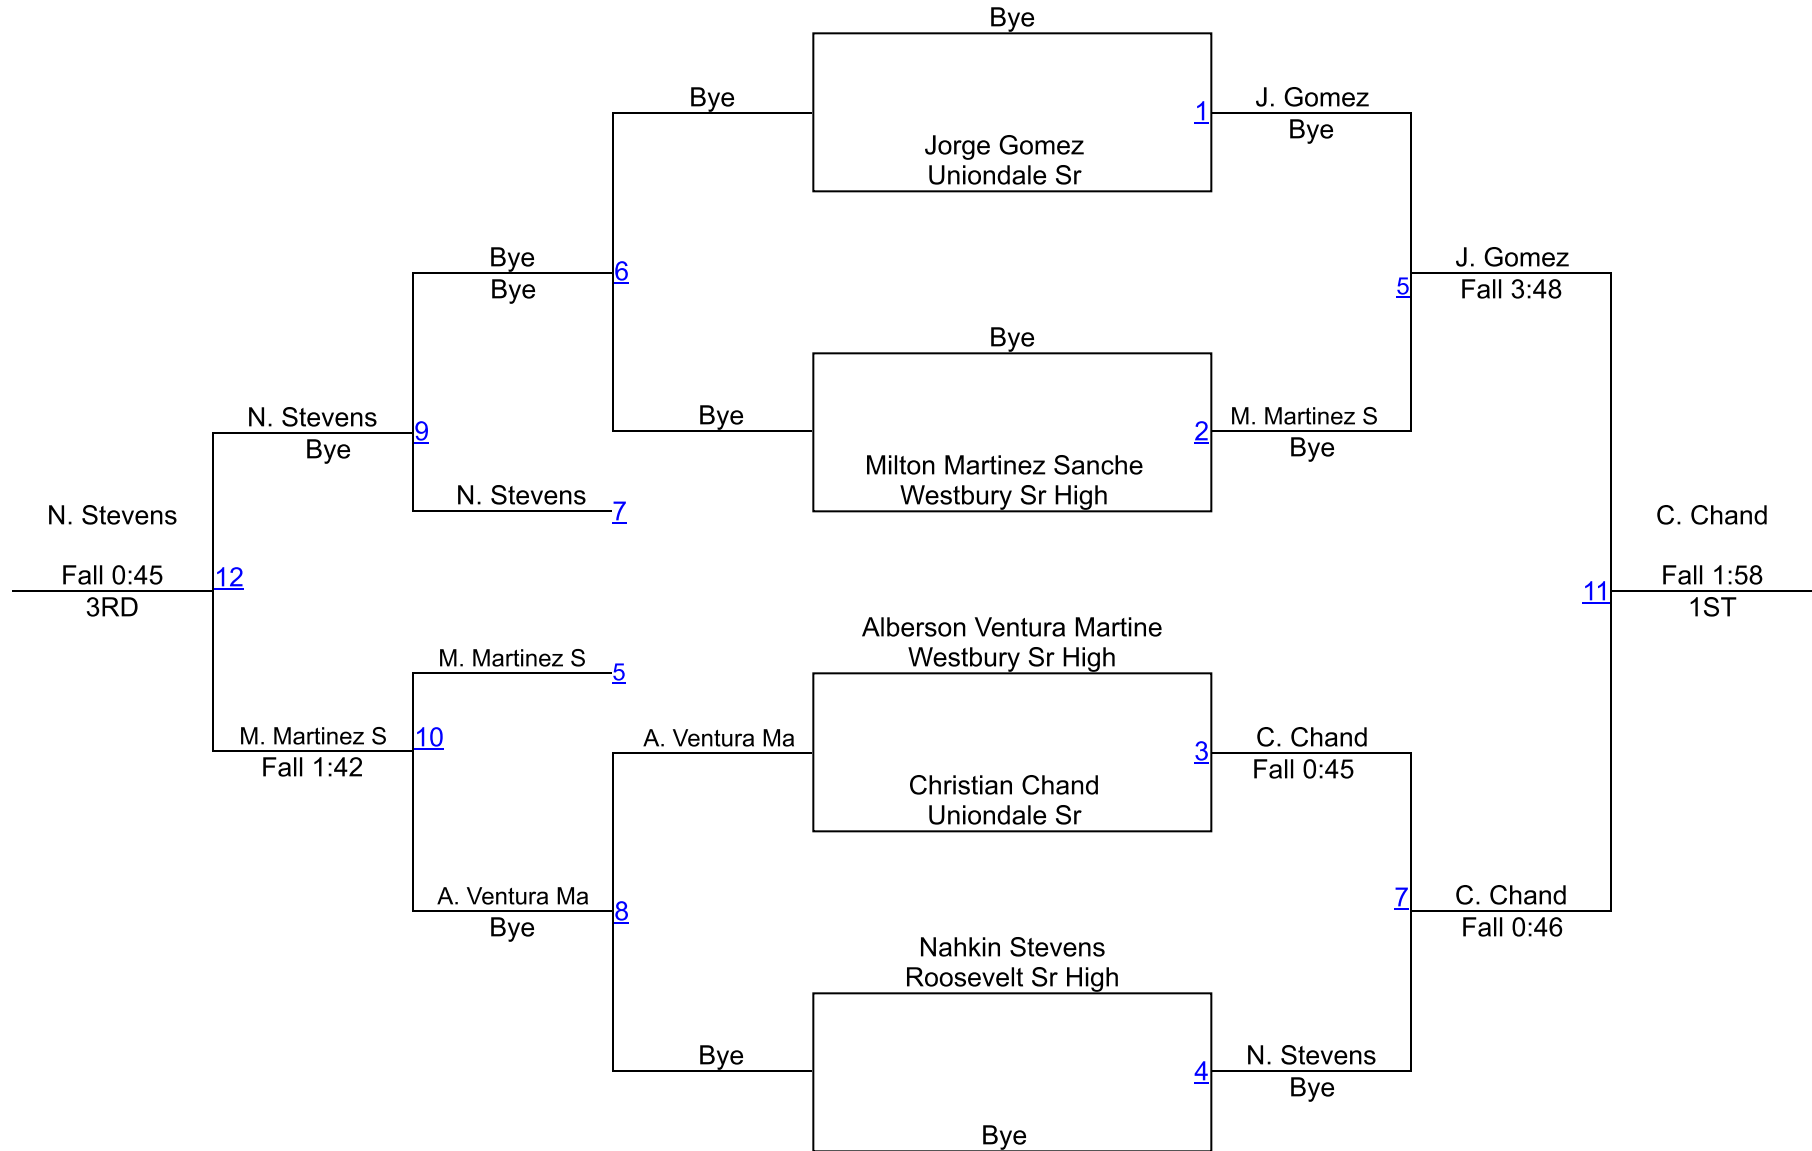 Bye
Bye
1
J. Gomez
Bye
Jorge Gomez
Uniondale Sr
Bye
Bye
6
5
J. Gomez
Fall 3:48
Bye
N. Stevens
Bye
9
Bye
2
M. Martinez S
Bye
Milton Martinez Sanche
Westbury Sr High
N. Stevens
7
N. Stevens
Fall 0:45
3RD
12
C. Chand
Fall 1:58
1ST
11
Alberson Ventura Martine
Westbury Sr High
M. Martinez S
5
M. Martinez S
Fall 1:42
10
A. Ventura Ma
3
C. Chand
Fall 0:45
Christian Chand
Uniondale Sr
A. Ventura Ma
Bye
8
7
C. Chand
Fall 0:46
Nahkin Stevens
Roosevelt Sr High
Bye
4
N. Stevens
Bye
Bye